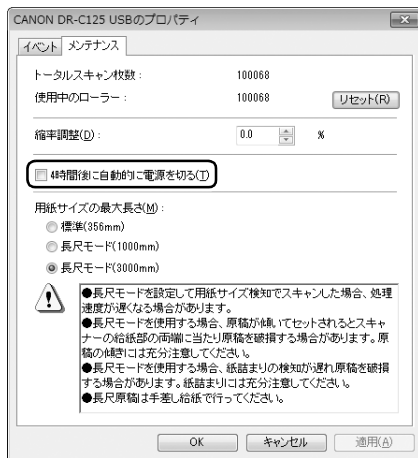 CANON DR-C125 USBのプロパティ
イベント メンテナンス
トータルスキャン枚数： 100068
使用中のローラー： 100068 リセット(R)
縮率調整(D)： 0.0 %
4時間後に自動的に電源を切る(T)
用紙サイズの最大長さ(M)：
標準(356mm)
長尺モード(1000mm)
長尺モード(3000mm)
●長尺モードを設定して用紙サイズ検知でスキャンした場合、処理
速度が遅くなる場合があります。
●長尺モードを使用する場合、原稿が傾いてセットされるとスキャ
ナーの給紙部の両端に当たり原稿を破損する場合があります。原
稿の傾きには充分注意してください。
●長尺モードを使用する場合、紙詰まりの検知が遅れ原稿を破損
する場合があります。紙詰まりには充分注意してください。
●長尺原稿は手差し給紙で行ってください。
OK キャンセル 適用(A)